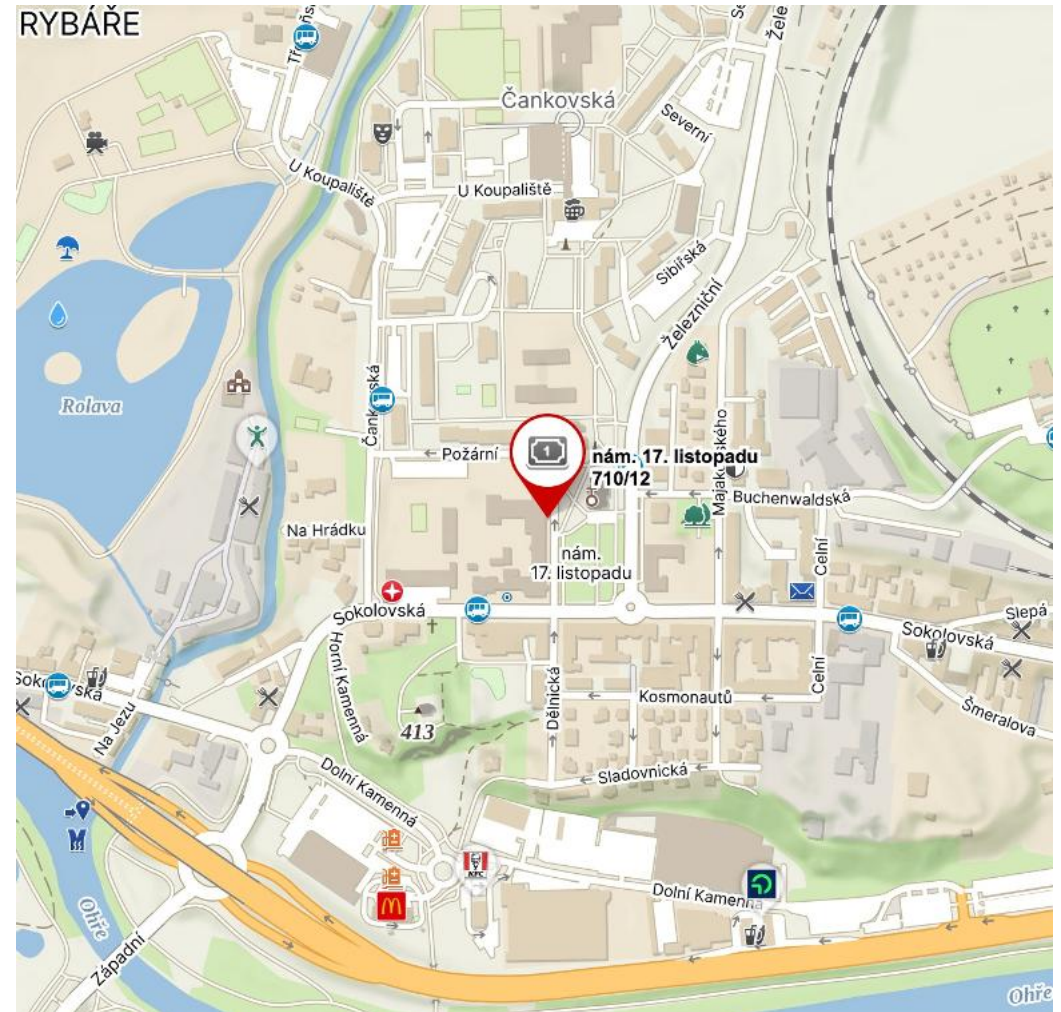 RYBÁŘE
Čankovská
Severní
U Koupaliště
U Koupaliště
Sibiřská
Železniční
Rolava
Čankovská
Požární
1
nám. 17. listopadu
710/12
Majakovského
Buchenwaldská
Na Hrádku
nám.
17. listopadu
Celní
Sokolovská
Slepá
Sokolovská
Horní Kamenná
Sokolovská
Na Jezu
413
Dělnická
Kosmonautů
Celní
Šmeralova
Sladovnická
Dolní Kamenná
KFC
Dolní Kamenná
Ohře
Západní
Ohře